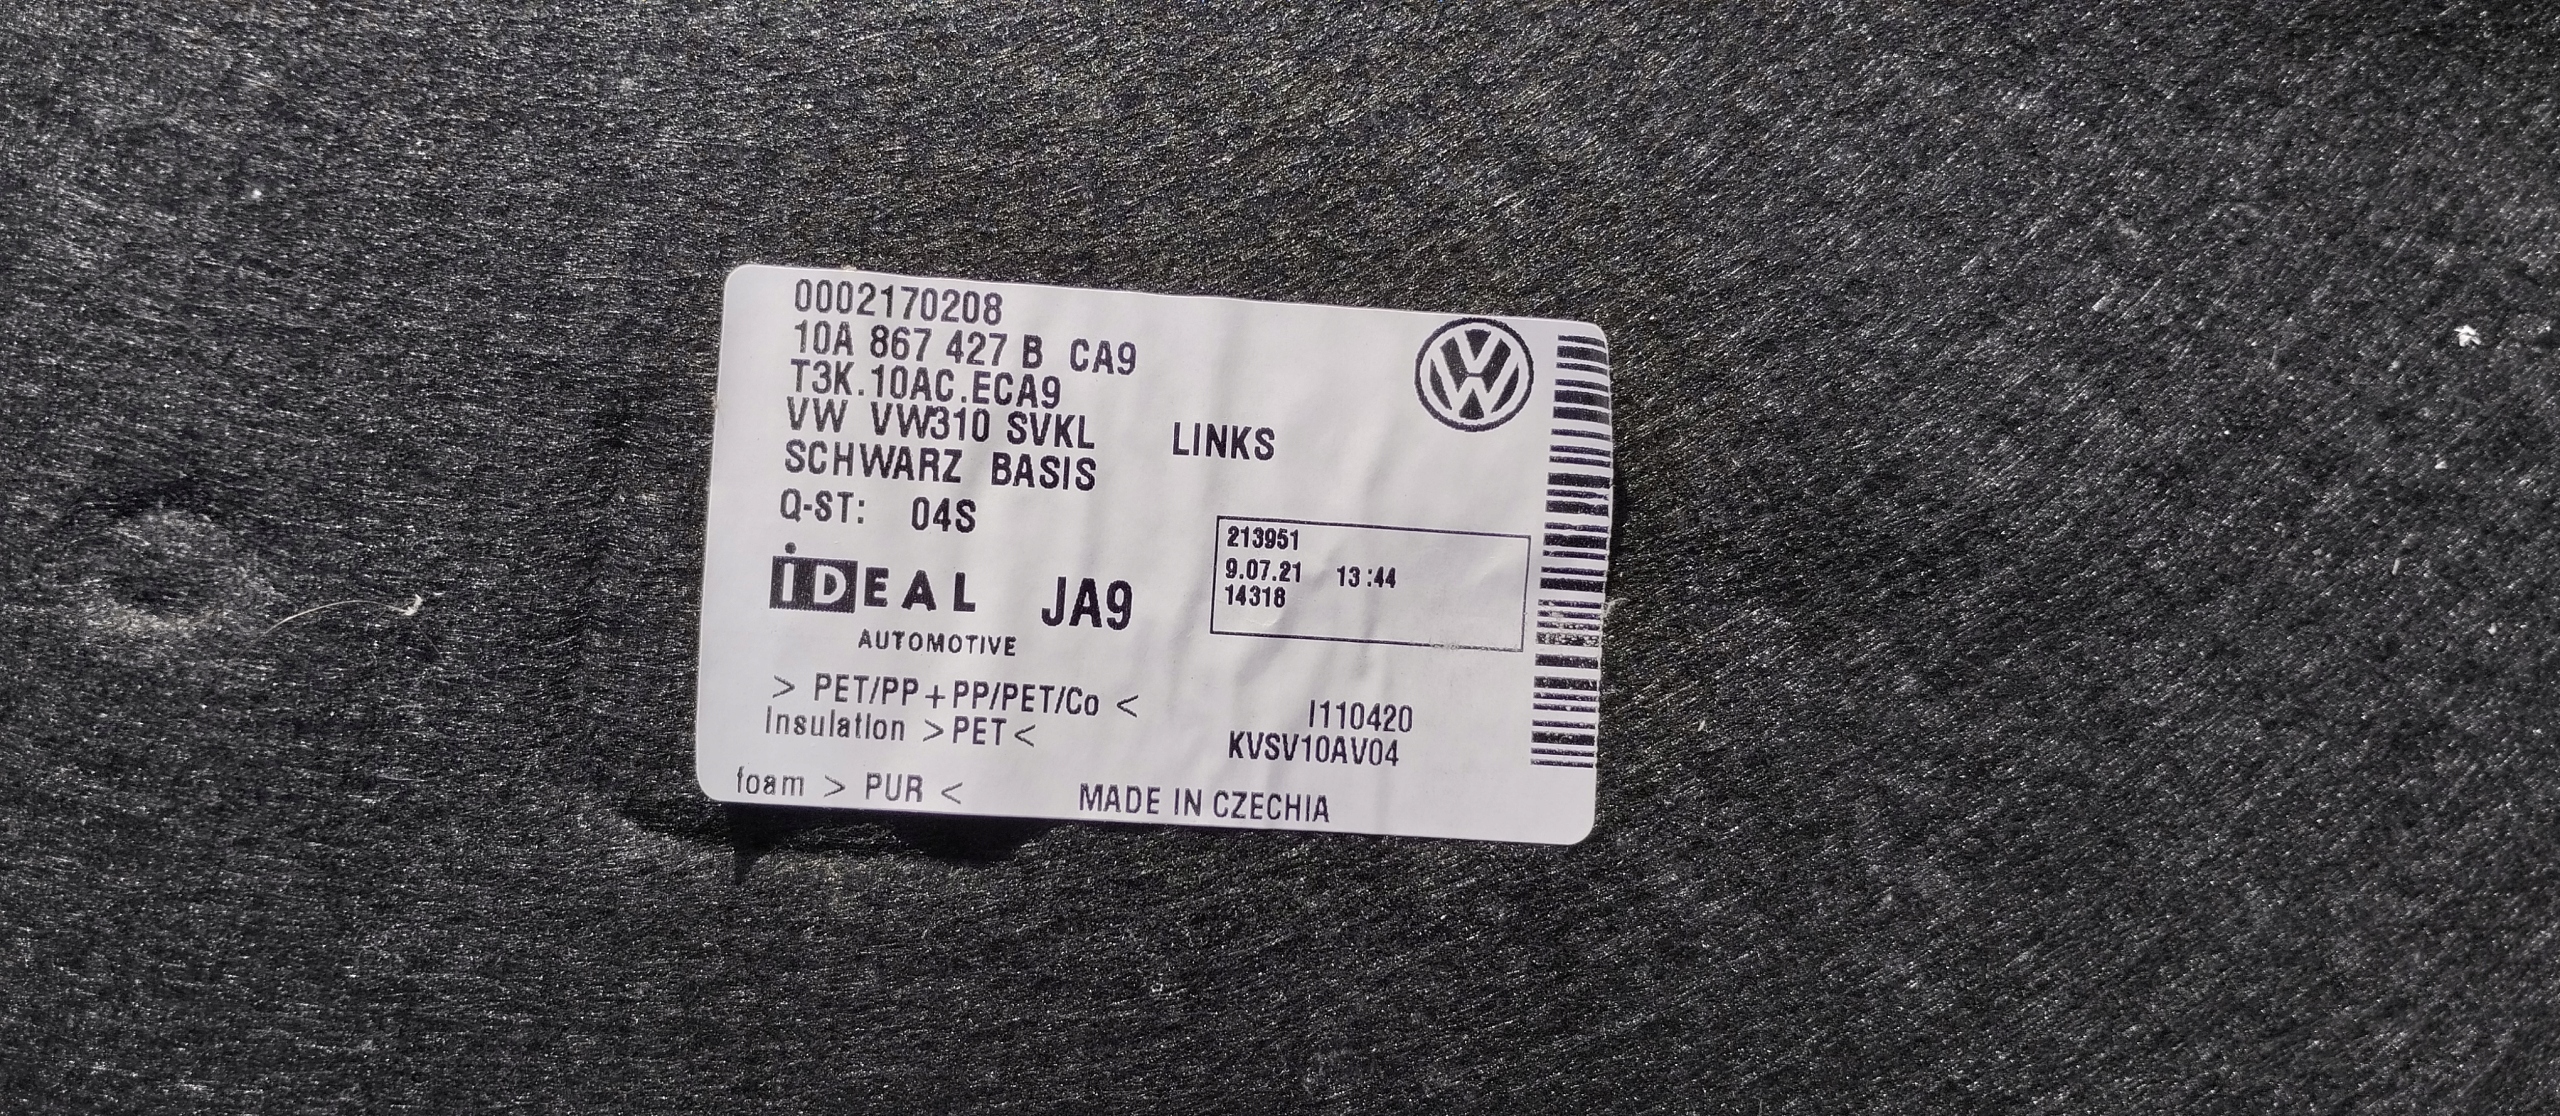 0002170208
10A 867 427 B CA9
T3K.10AC.ECA9
VW VW310 SVKL LINKS
SCHWARZ BASIS
Q-ST: 04S
213951
9.07.21 13:44
14318
iDEAL JA9
AUTOMOTIVE
> PET/PP+PP/PET/Co <
Insulation >PET<
I110420
KVSV10AV04
foam > PUR <
MADE IN CZECHIA